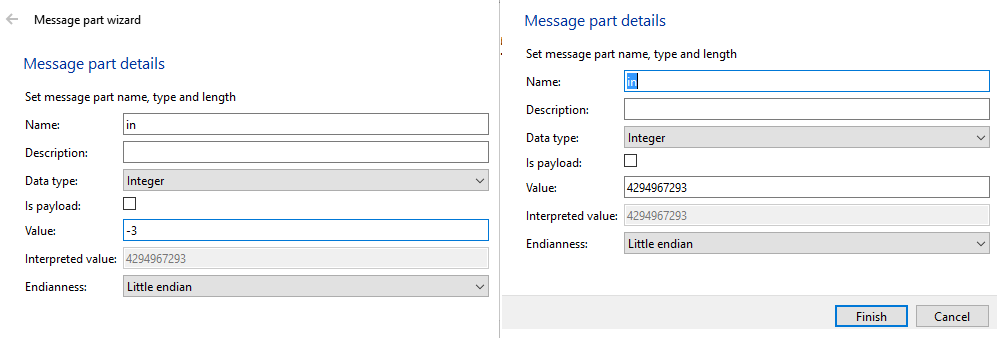 Message part wizard
Message part details
Set message part name, type and length
Name: in
Description:
Data type: Integer
Is payload:
Value: -3
Interpreted value: 4294967293
Endianness: Little endian
Message part details
Set message part name, type and length
Name: in
Description:
Data type: Integer
Is payload:
Value: 4294967293
Interpreted value: 4294967293
Endianness: Little endian
Finish Cancel